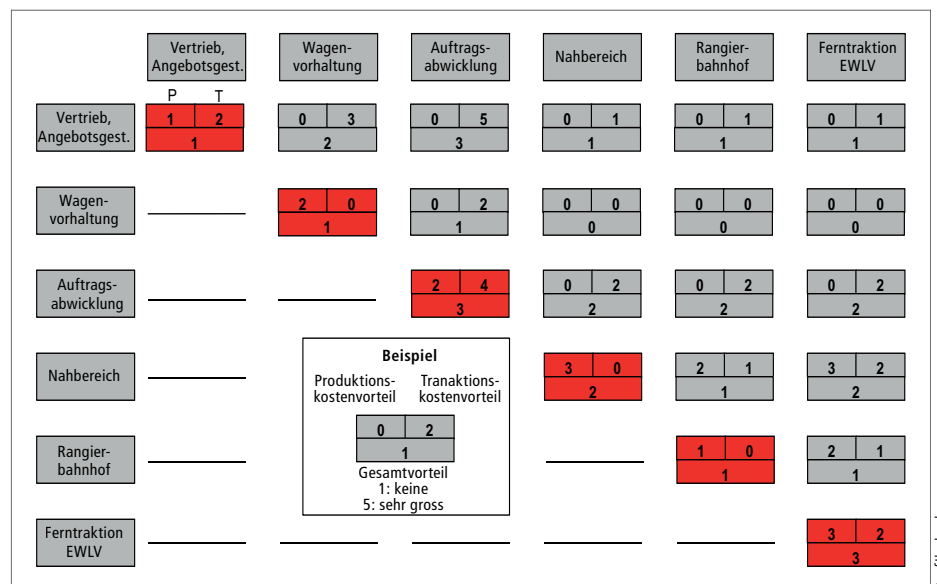 Vertrieb,
Angebotsgest.
Wagen-
vorhaltung
Auftrags-
abwicklung
Nahbereich
Rangier-
bahnhof
Ferntraktion
EWLV
P T
Vertrieb,
Angebotsgest.
1 2 0 3 0 5 0 1 0 1 0 1
1 2 3 1 1 1
Wagen-
vorhaltung
2 0 0 2 0 0 0 0 0 0
1 1 0 0 0
Auftrags-
abwicklung
2 4 0 2 0 2 0 2
3 2 2 2
Nahbereich
3 0 2 1 3 2
2 1 2
Beispiel
Produktions-
kostenvorteil
Tranaktions-
kostenvorteil
0 2
1
Gesamtvorteil
1: keine
5: sehr gross
Rangier-
bahnhof
1 0 2 1
1 1
Ferntraktion
EWLV
3 2
3